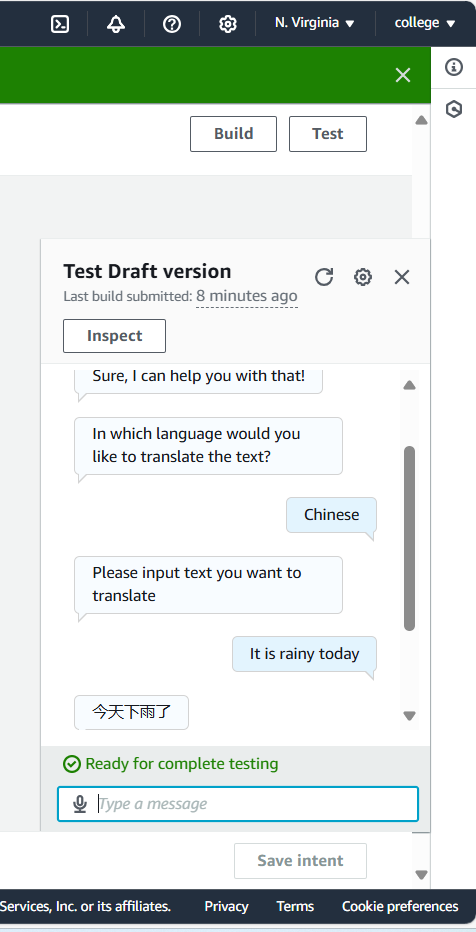 N. Virginia
college
Build
Test
Test Draft version
Last build submitted: 8 minutes ago
Inspect
Sure, I can help you with that!
In which language would you
like to translate the text?
Chinese
Please input text you want to
translate
It is rainy today
今天下雨了
Ready for complete testing
Type a message
Save intent
Services, Inc. or its affiliates.
Privacy
Terms
Cookie preferences